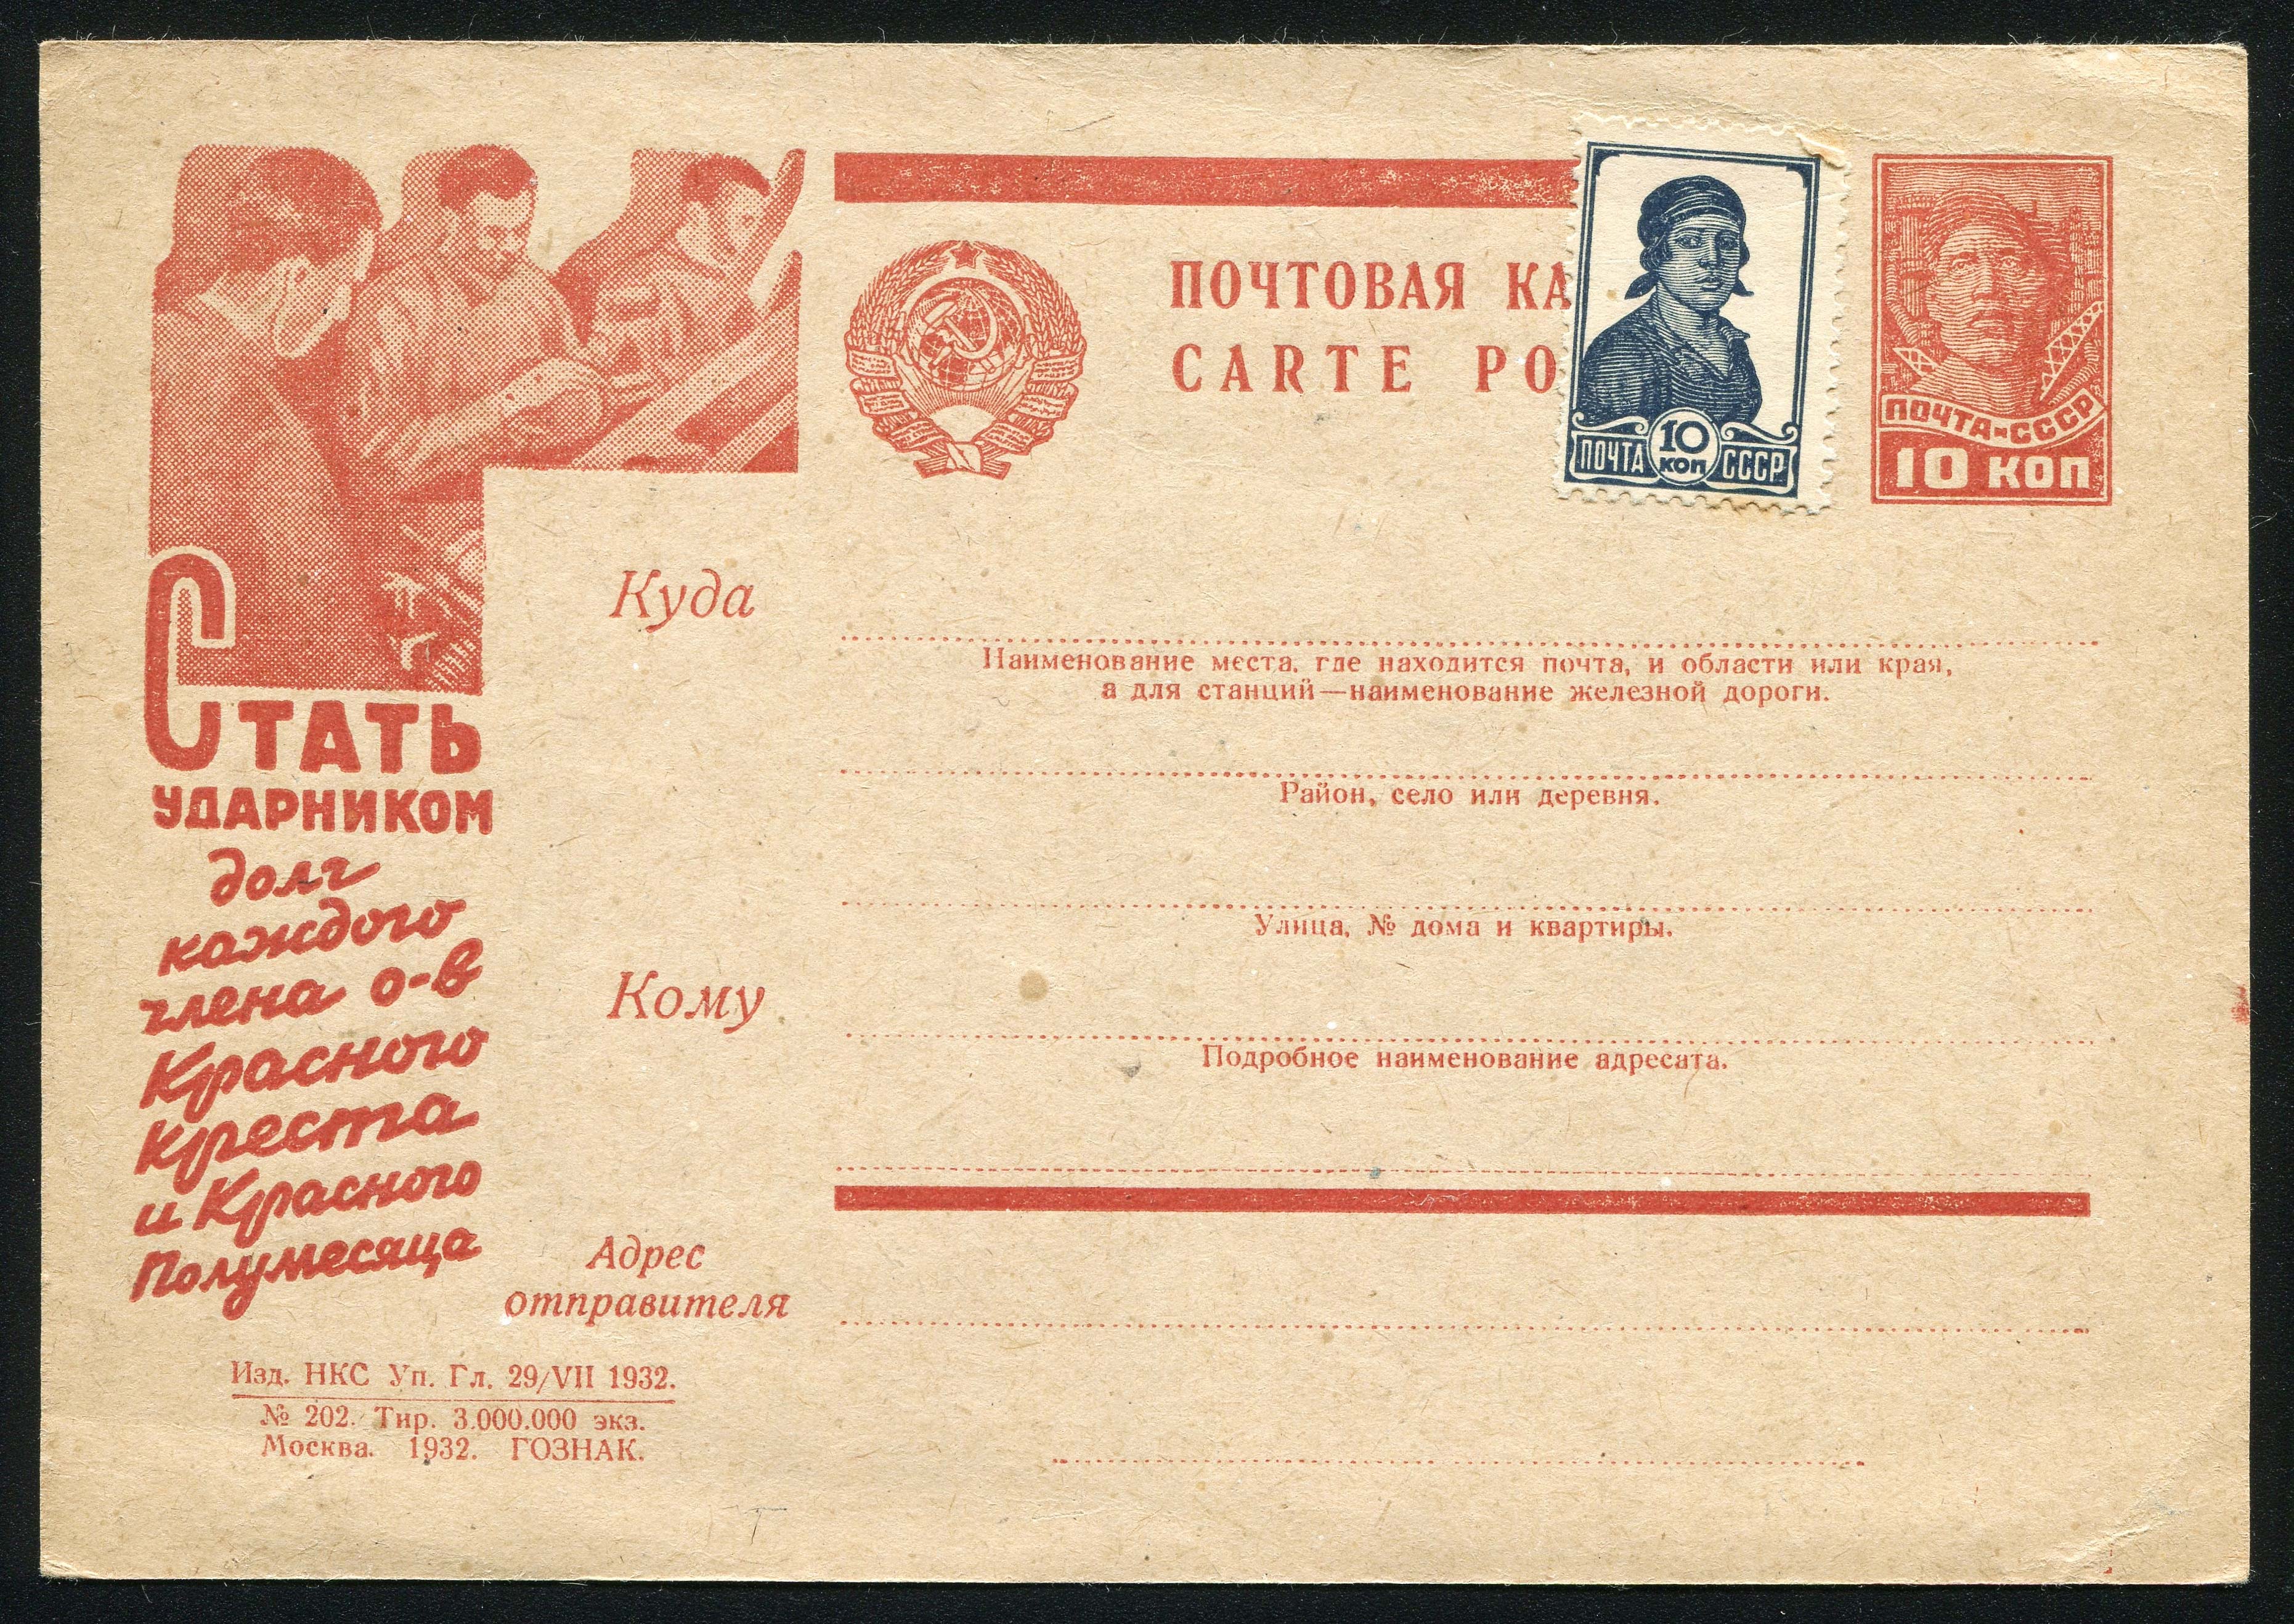 ПОЧТОВАЯ КА
CARTE PO
ПОЧТА 10 КОП СССР
ПОЧТА-СССР
10 КОП
СТАТЬ
УДАРНИКОМ
долг
каждого
члена о-в
Красного
Креста
и Красного
Полумесяца
Куда
Наименование места, где находится почта, и области или края,
а для станций—наименование железной дороги.
Район, село или деревня.
Улица, № дома и квартиры.
Кому
Подробное наименование адресата.
Адрес
отправителя
Изд. НКС Уп. Гл. 29/VII 1932.
№ 202. Тир. 3.000.000 экз.
Москва. 1932. ГОЗНАК.